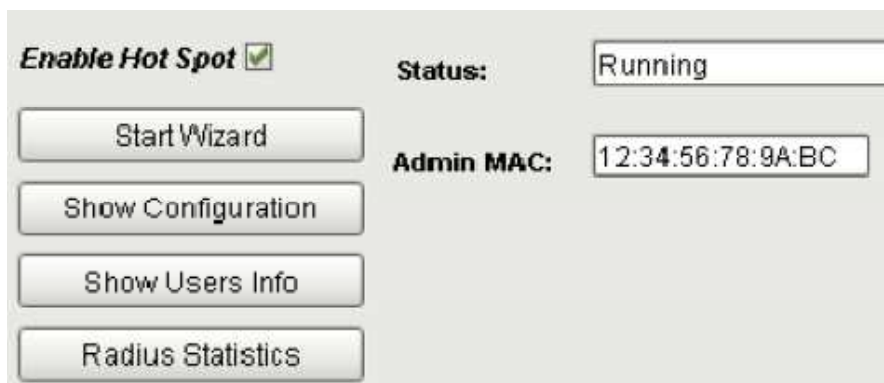 Enable Hot Spot
Status: Running
Start Wizard
Admin MAC: 12:34:56:78:9A:BC
Show Configuration
Show Users Info
Radius Statistics